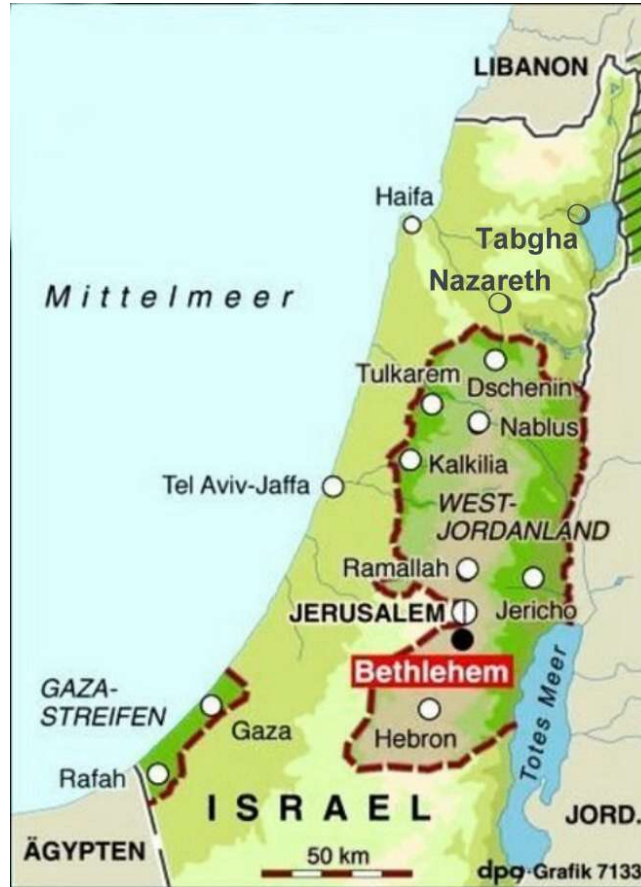 LIBANON
Haifa
Tabgha
Nazareth
Mittelmeer
Tulkarem
Dschenin
Nablus
Kalkilia
Tel Aviv-Jaffa
WEST-
JORDANLAND
Ramallah
JERUSALEM
Jericho
Bethlehem
GAZA-
STREIFEN
Gaza
Hebron
Totes Meer
Rafah
ISRAEL
JORD.
ÄGYPTEN
50 km
dpa·Grafik 7133